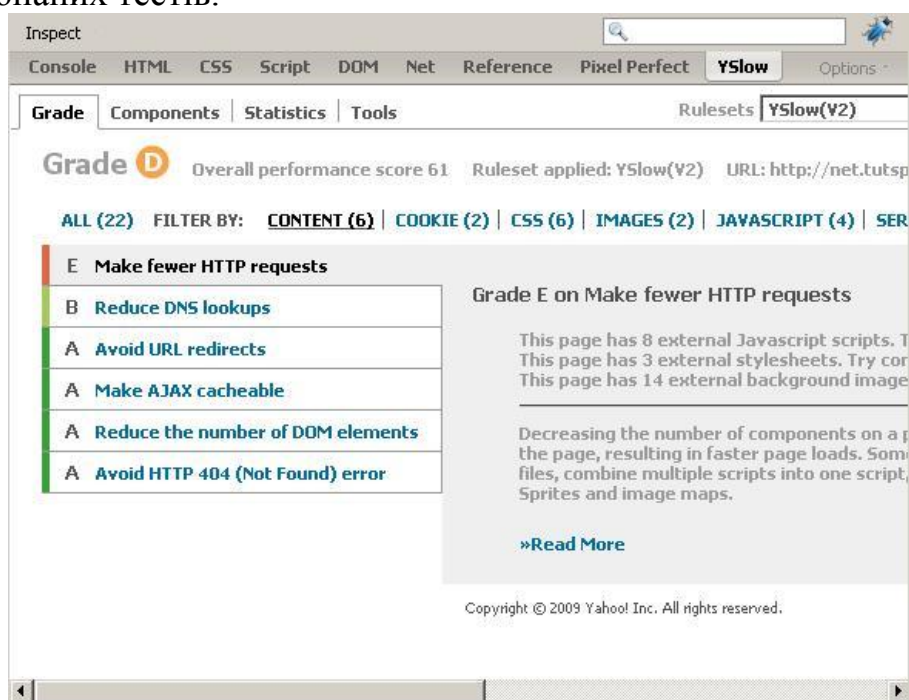 тестів.
Inspect
Console HTML CSS Script DOM Net Reference Pixel Perfect YSlow Options
Grade Components Statistics Tools Rulesets YSlow(V2)
Grade D Overall performance score 61 Ruleset applied: YSlow(V2) URL: http://net.tutsp
ALL (22) FILTER BY: CONTENT (6) COOKIE (2) CSS (6) IMAGES (2) JAVASCRIPT (4) SER
E Make fewer HTTP requests
B Reduce DNS lookups
A Avoid URL redirects
A Make AJAX cacheable
A Reduce the number of DOM elements
A Avoid HTTP 404 (Not Found) error
Grade E on Make fewer HTTP requests
This page has 8 external Javascript scripts. T
This page has 3 external stylesheets. Try cor
This page has 14 external background image
Decreasing the number of components on a p
the page, resulting in faster page loads. Som
files, combine multiple scripts into one script,
Sprites and image maps.
»Read More
Copyright © 2009 Yahoo! Inc. All rights reserved.